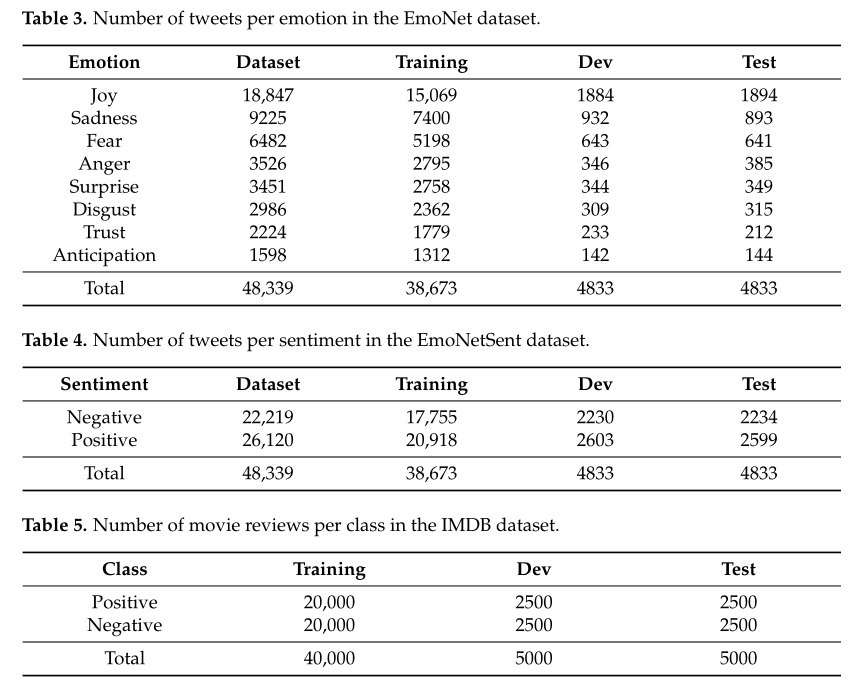 Table 3. Number of tweets per emotion in the EmoNet dataset.
Emotion Dataset Training Dev Test
Joy 18,847 15,069 1884 1894
Sadness 9225 7400 932 893
Fear 6482 5198 643 641
Anger 3526 2795 346 385
Surprise 3451 2758 344 349
Disgust 2986 2362 309 315
Trust 2224 1779 233 212
Anticipation 1598 1312 142 144
Total 48,339 38,673 4833 4833
Table 4. Number of tweets per sentiment in the EmoNetSent dataset.
Sentiment Dataset Training Dev Test
Negative 22,219 17,755 2230 2234
Positive 26,120 20,918 2603 2599
Total 48,339 38,673 4833 4833
Table 5. Number of movie reviews per class in the IMDB dataset.
Class Training Dev Test
Positive 20,000 2500 2500
Negative 20,000 2500 2500
Total 40,000 5000 5000